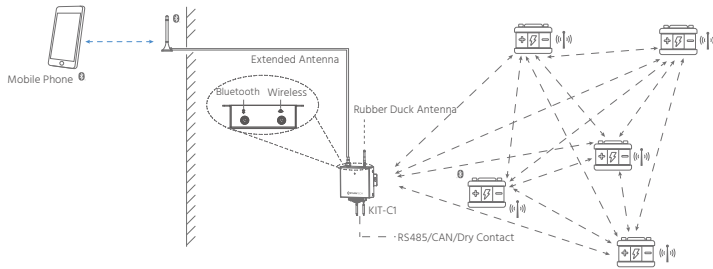 Mobile Phone
Extended Antenna
Bluetooth Wireless
Rubber Duck Antenna
KIT-C1
RS485/CAN/Dry Contact